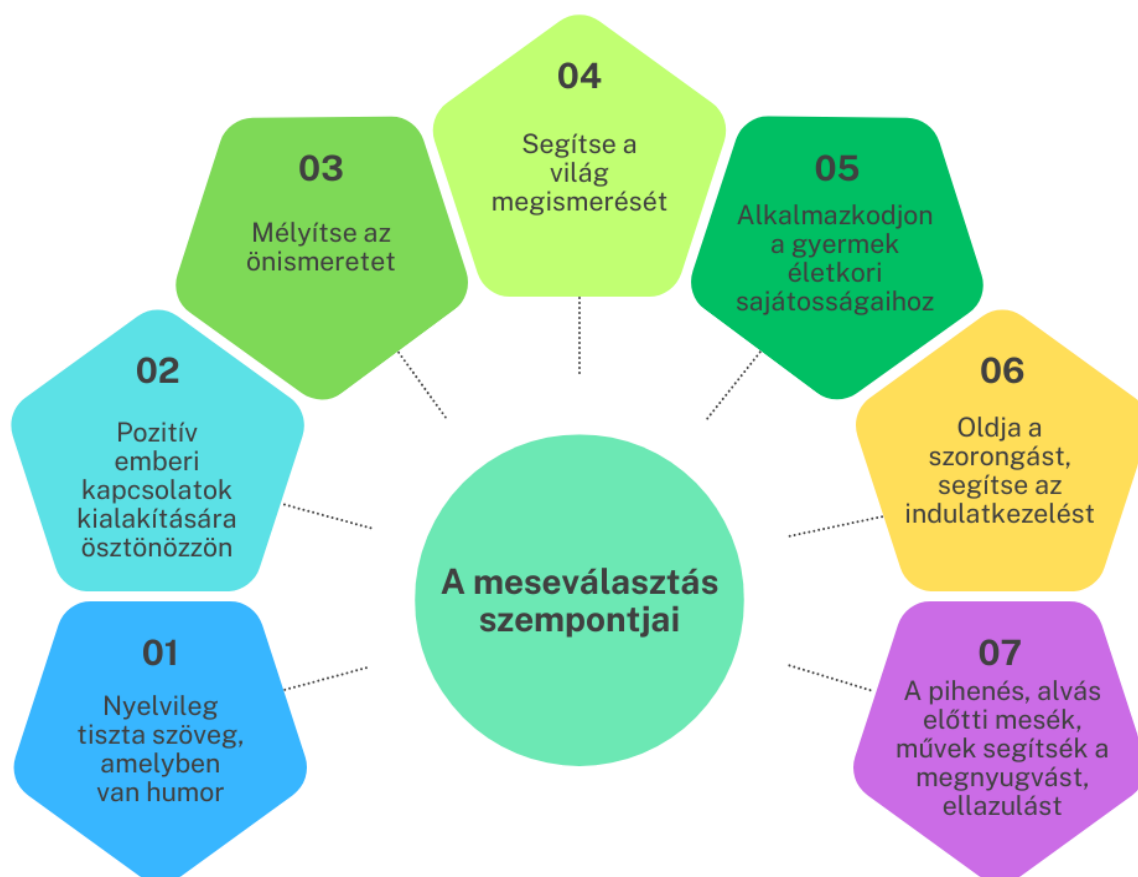 04
Segítse a
világ
megismerését
03
Mélyítse az
önismeretet
05
Alkalmazkodjon
a gyermek
életkori
sajátosságaihoz
02
Pozitív
emberi
kapcsolatok
kialakítására
ösztönözzön
06
Oldja a
szorongást,
segítse az
indulatkezelést
A meseválasztás
szempontjai
01
Nyelvileg
tiszta szöveg,
amelyben
van humor
07
A pihenés, alvás
előtti mesék,
művek segítsék a
megnyugvást,
ellazulást